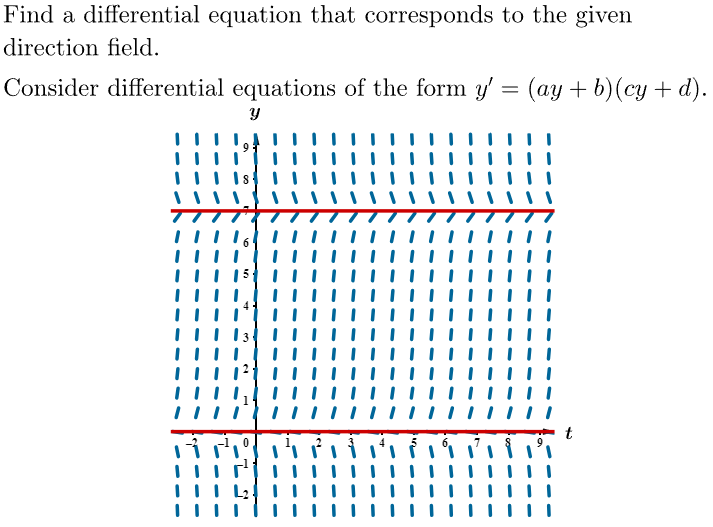 Find a differential equation that corresponds to the given
direction field.
Consider differential equations of the form y′ = (ay + b)(cy + d).
y
9
8
7
6
5
4
3
2
1
−2 −1 0 1 2 3 4 5 6 7 8 9 t
−1
−2